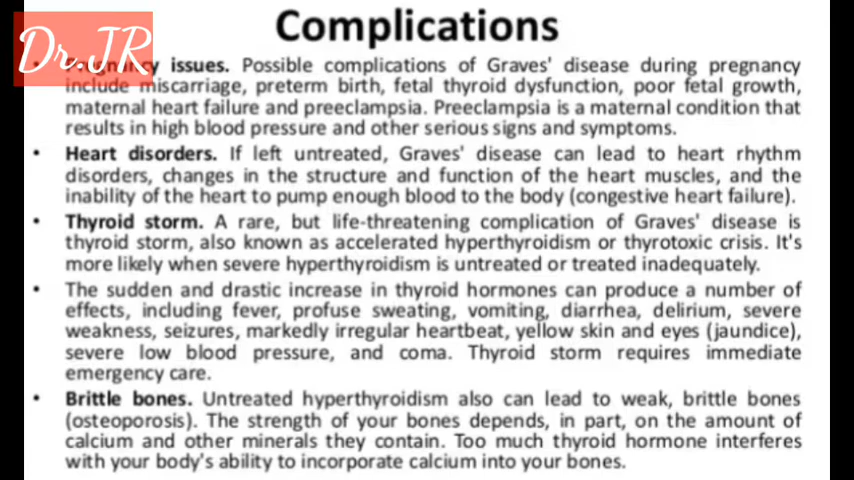 Complications
Dr.JR
• Pregnancy issues. Possible complications of Graves' disease during pregnancy
include miscarriage, preterm birth, fetal thyroid dysfunction, poor fetal growth,
maternal heart failure and preeclampsia. Preeclampsia is a maternal condition that
results in high blood pressure and other serious signs and symptoms.
• Heart disorders. If left untreated, Graves' disease can lead to heart rhythm
disorders, changes in the structure and function of the heart muscles, and the
inability of the heart to pump enough blood to the body (congestive heart failure).
• Thyroid storm. A rare, but life-threatening complication of Graves' disease is
thyroid storm, also known as accelerated hyperthyroidism or thyrotoxic crisis. It's
more likely when severe hyperthyroidism is untreated or treated inadequately.
• The sudden and drastic increase in thyroid hormones can produce a number of
effects, including fever, profuse sweating, vomiting, diarrhea, delirium, severe
weakness, seizures, markedly irregular heartbeat, yellow skin and eyes (jaundice),
severe low blood pressure, and coma. Thyroid storm requires immediate
emergency care.
• Brittle bones. Untreated hyperthyroidism also can lead to weak, brittle bones
(osteoporosis). The strength of your bones depends, in part, on the amount of
calcium and other minerals they contain. Too much thyroid hormone interferes
with your body's ability to incorporate calcium into your bones.